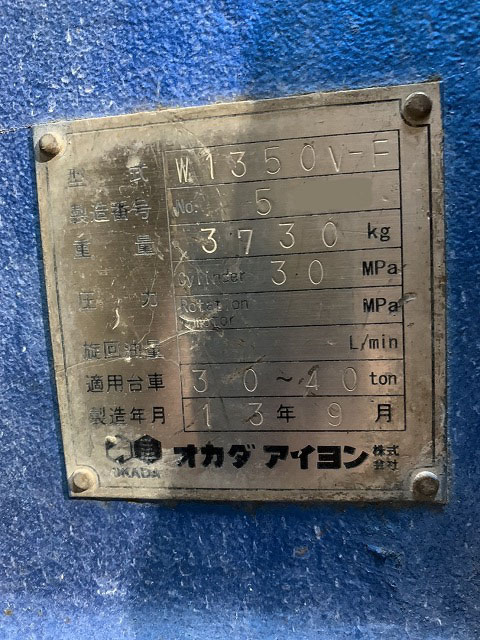 型式 W1350V-F
製造番号 No. 5
重量 3730 kg
圧力 Cylinder 30 MPa
Rotation Motor MPa
旋回油量 L/min
適用台車 30～40 ton
製造年月 13年 9月
OKADA オカダアイヨン株式会社